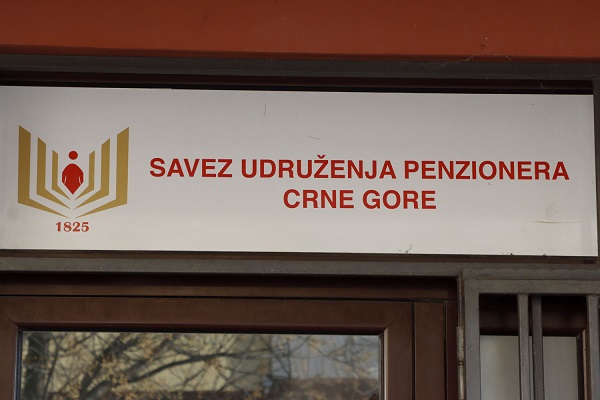 SAVEZ UDRUŽENJA PENZIONERA
CRNE GORE
1825